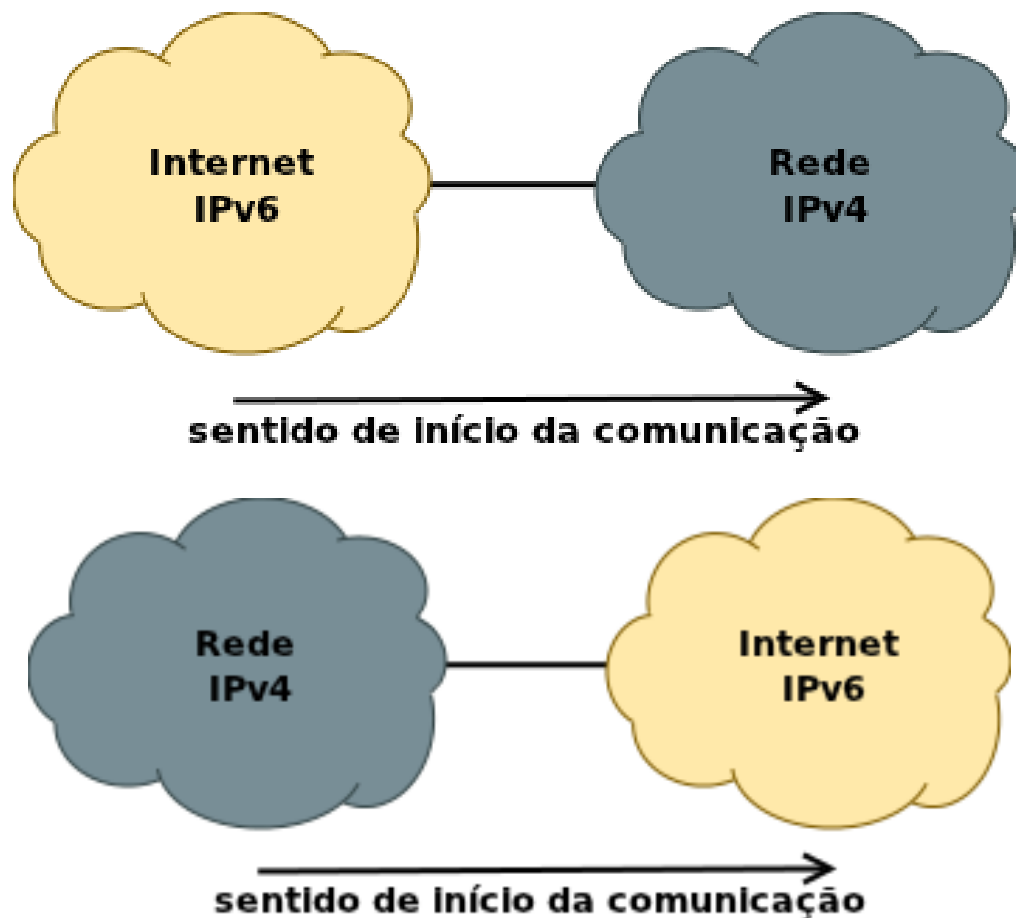 Internet
IPv6
Rede
IPv4
sentido de início da comunicação
Rede
IPv4
Internet
IPv6
sentido de início da comunicação